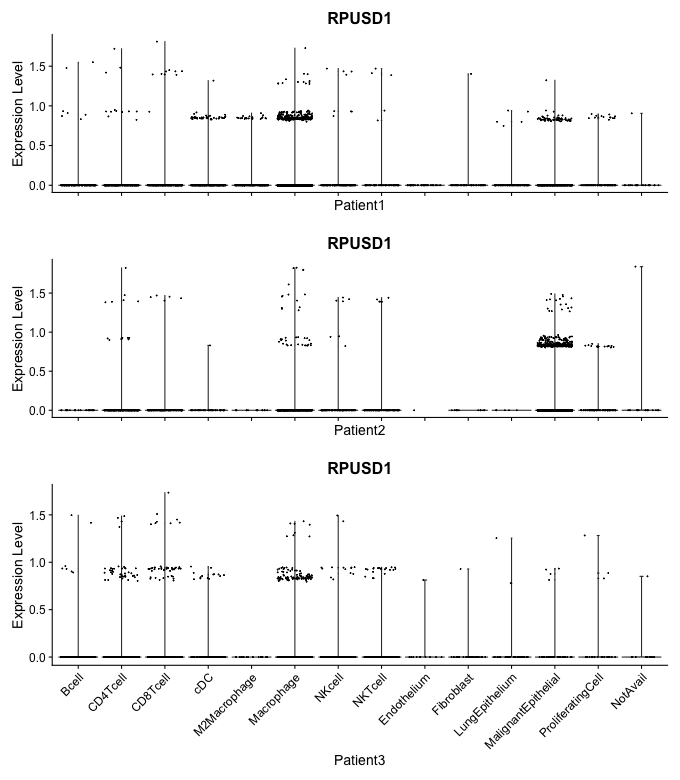 RPUSD1
Expression Level
1.5
1.0
0.5
0.0
Patient1
RPUSD1
Expression Level
1.5
1.0
0.5
0.0
Patient2
RPUSD1
Expression Level
1.5
1.0
0.5
0.0
Bcell
CD4Tcell
CD8Tcell
cDC
M2Macrophage
Macrophage
NKcell
NKTcell
Endothelium
Fibroblast
LungEpithelium
MalignantEpithelial
ProliferatingCell
NotAvail
Patient3